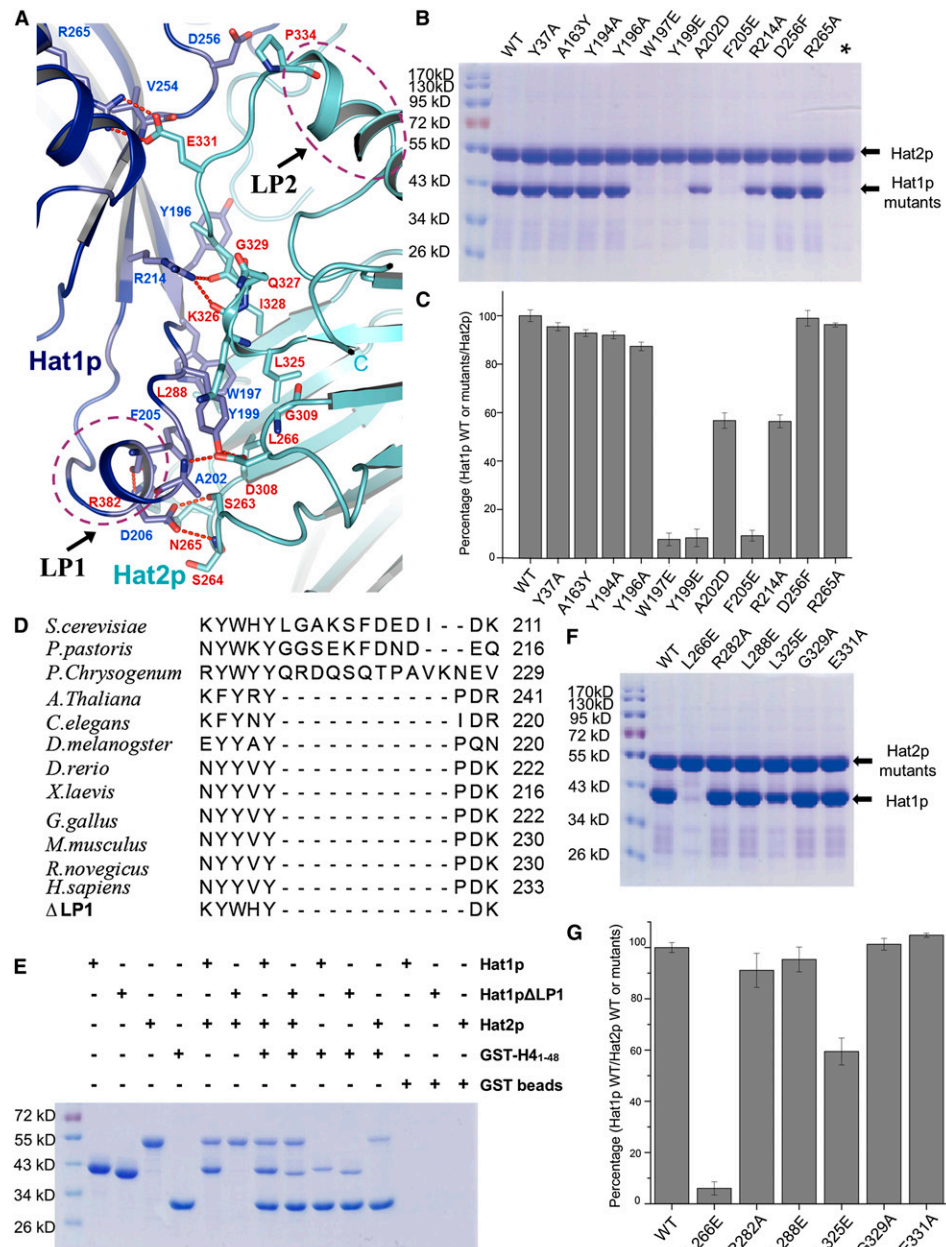 A
R265
D256
P334
V254
E331
LP2
Y196
G329
R214
Q327
I328
K326
Hat1p
C
L325
L288
W197
F205
Y199
G309
L266
A202
D308
R382
S263
LP1
D206
N265
Hat2p
S264
B
WT
Y37A
A163Y
Y194A
Y196A
W197E
Y199E
A202D
F205E
R214A
D256F
R265A
*
170kD
130kD
95 kD
72 kD
55 kD
43 kD
34 kD
26 kD
Hat2p
Hat1p
mutants
C
Percentage (Hat1p WT or mutants/Hat2p)
100
80
60
40
20
0
WT
Y37A
A163Y
Y194A
Y196A
W197E
Y199E
A202D
F205E
R214A
D256F
R265A
D
S.cerevisiae KYWHYLGAKSFDEDI--DK 211
P.pastoris NYWKYGGSEKFDND---EQ 216
P.Chrysogenum RYWYYQRDQSQTPAVKNEV 229
A.Thaliana KFYRY-----------PDR 241
C.elegans KFYNY-----------IDR 220
D.melanogster EYYAY-----------PQN 220
D.rerio NYYVY-----------PDK 222
X.laevis NYYVY-----------PDK 216
G.gallus NYYVY-----------PDK 222
M.musculus NYYVY-----------PDK 230
R.novegicus NYYVY-----------PDK 230
H.sapiens NYYVY-----------PDK 233
ΔLP1 KYWHY------------DK
E
+ - - - + - + - + - + - - Hat1p
- + - - - + - + - + - + - Hat1pΔLP1
- - + - + + + + - - + - - + Hat2p
- - - + - - + + + + + - - - GST-H4₁₋₄₈
- - - - - - - - - - - + + + GST beads
72 kD
55 kD
43 kD
34 kD
26 kD
F
WT
L266E
R282A
L288E
L325E
G329A
E331A
170kD
130 kD
95 kD
72 kD
55 kD
43 kD
34 kD
26 kD
Hat2p
mutants
Hat1p
G
Percentage (Hat1p WT/Hat2p WT or mutants)
100
80
60
40
20
0
WT